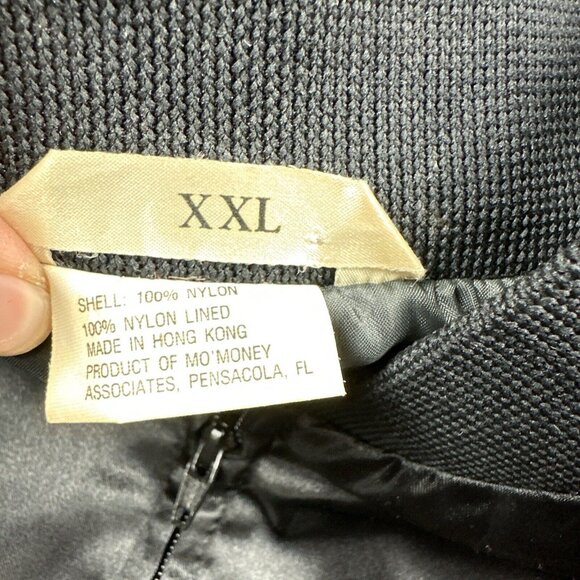 XXL
SHELL: 100% NYLON
100% NYLON LINED
MADE IN HONG KONG
PRODUCT OF MO'MONEY
ASSOCIATES, PENSACOLA, FL